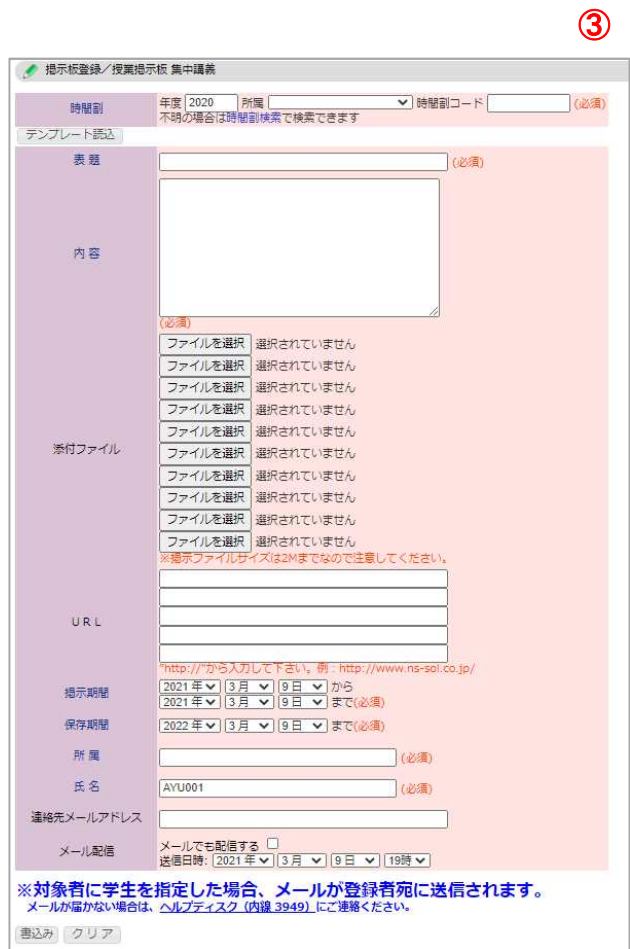 ③
掲示板登録／授業掲示板 集中講義
時間割 年度 2020 所属 時間割コード (必須)
不明の場合は時間割検索で検索できます
テンプレート読込
表 題 (必須)
内 容
(必須)
ファイルを選択 選択されていません
ファイルを選択 選択されていません
ファイルを選択 選択されていません
ファイルを選択 選択されていません
ファイルを選択 選択されていません
添付ファイル ファイルを選択 選択されていません
ファイルを選択 選択されていません
ファイルを選択 選択されていません
ファイルを選択 選択されていません
ファイルを選択 選択されていません
※掲示ファイルサイズは2Mまでなので注意してください。
ＵＲＬ
"http://"から入力して下さい。例：http://www.ns-sol.co.jp/
掲示期間 2021 年 3 月 9 日 から
2021 年 3 月 9 日 まで(必須)
保存期間 2022 年 3 月 9 日 まで(必須)
所 属 (必須)
氏 名 AYU001 (必須)
連絡先メールアドレス
メール配信 メールでも配信する
送信日時: 2021 年 3 月 9 日 19時
※対象者に学生を指定した場合、メールが登録者宛に送信されます。
メールが届かない場合は、ヘルプディスク（内線 3949）にご連絡ください。
書込み クリア